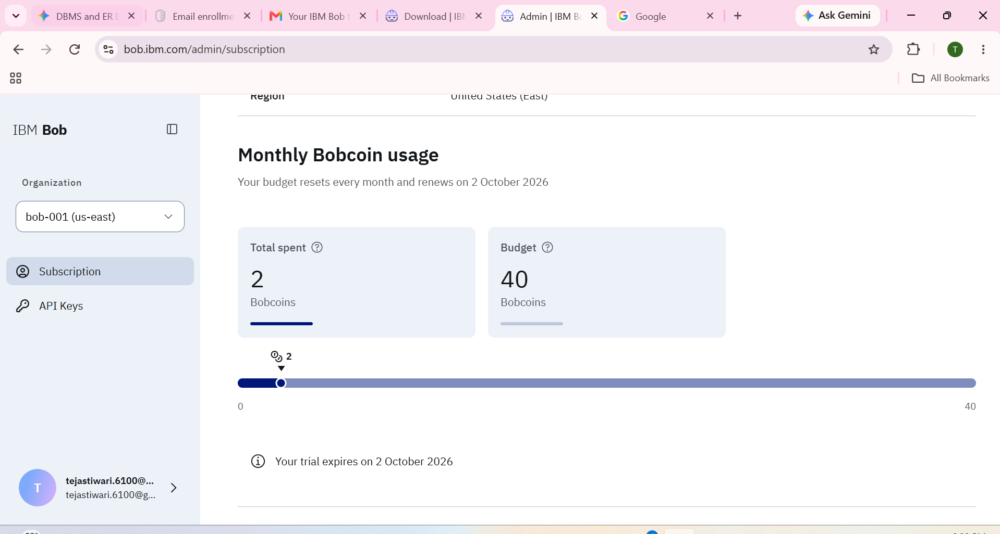 DBMS and ER D
Email enrollme
Your IBM Bob t
Download | IBM
Admin | IBM Bo
Google
Ask Gemini
bob.ibm.com/admin/subscription
T
All Bookmarks
Region United States (East)
IBM Bob
Monthly Bobcoin usage
Your budget resets every month and renews on 2 October 2026
Organization
bob-001 (us-east)
Subscription
API Keys
Total spent
2
Bobcoins
Budget
40
Bobcoins
2
0
40
Your trial expires on 2 October 2026
T
tejastiwari.6100@...
tejastiwari.6100@g...